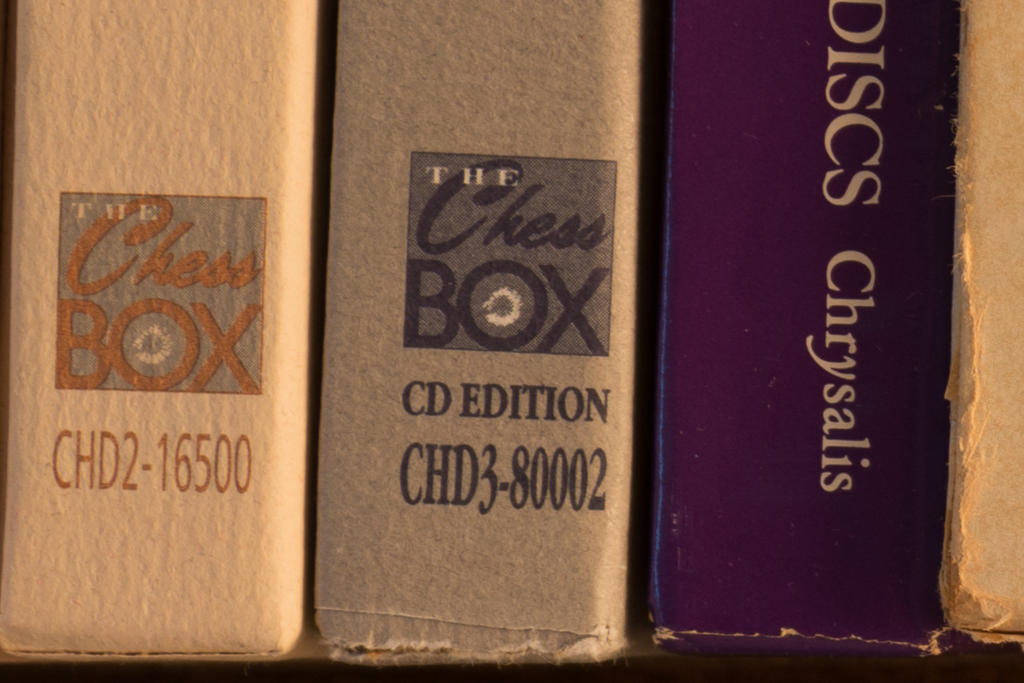 THE
Chess
BOX
CHD2-16500
THE
Chess
BOX
CD EDITION
CHD3-80002
DISCS Chrysalis